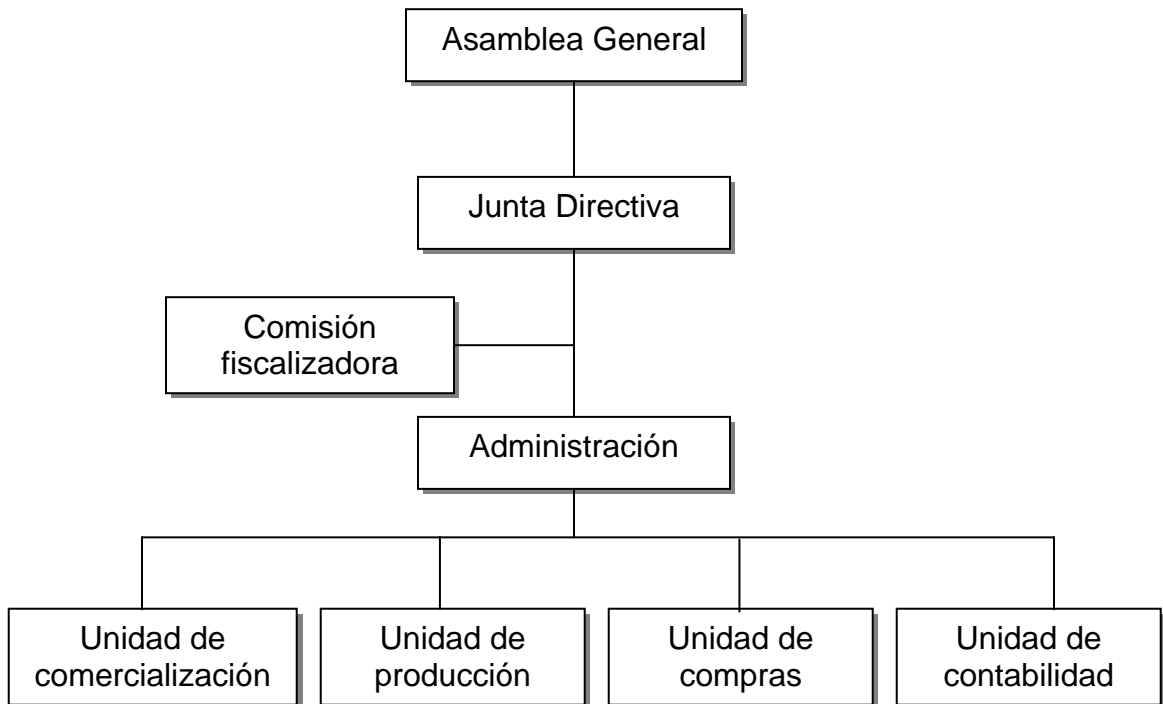 Asamblea General
Junta Directiva
Comisión
fiscalizadora
Administración
Unidad de
comercialización
Unidad de
producción
Unidad de
compras
Unidad de
contabilidad